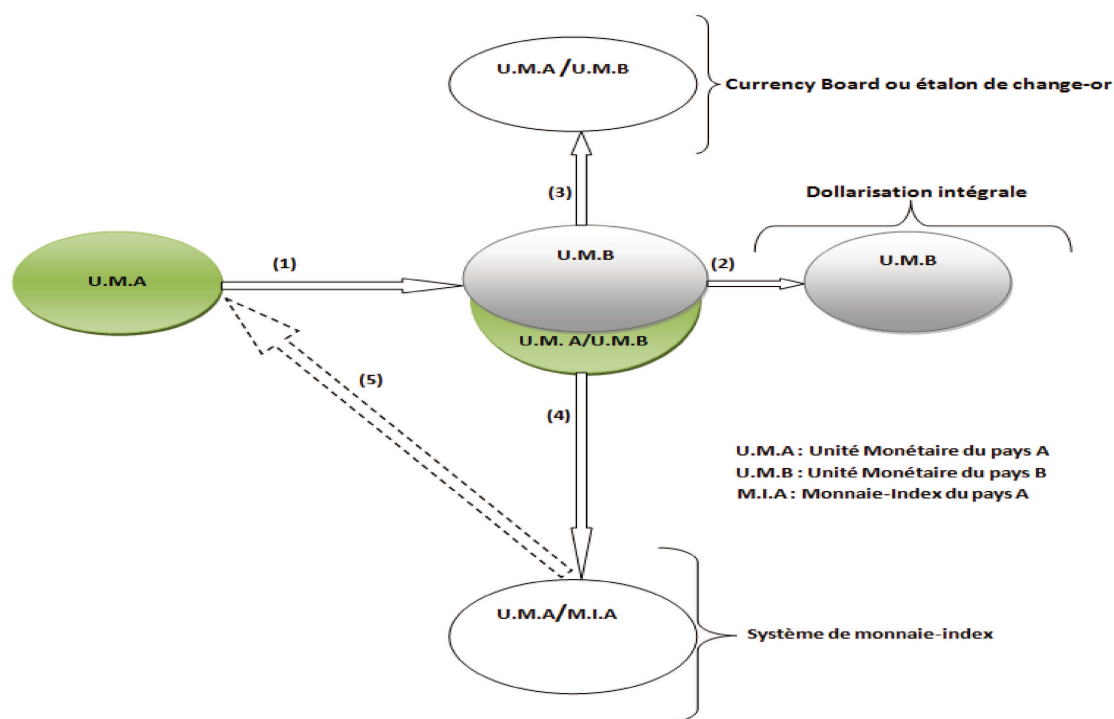 U.M.A /U.M.B
Currency Board ou étalon de change-or
(3)
Dollarisation intégrale
U.M.A
(1)
U.M.B
(2)
U.M.B
U.M. A/U.M.B
(5)
(4)
U.M.A : Unité Monétaire du pays A
U.M.B : Unité Monétaire du pays B
M.I.A : Monnaie-Index du pays A
U.M.A/M.I.A
Système de monnaie-index